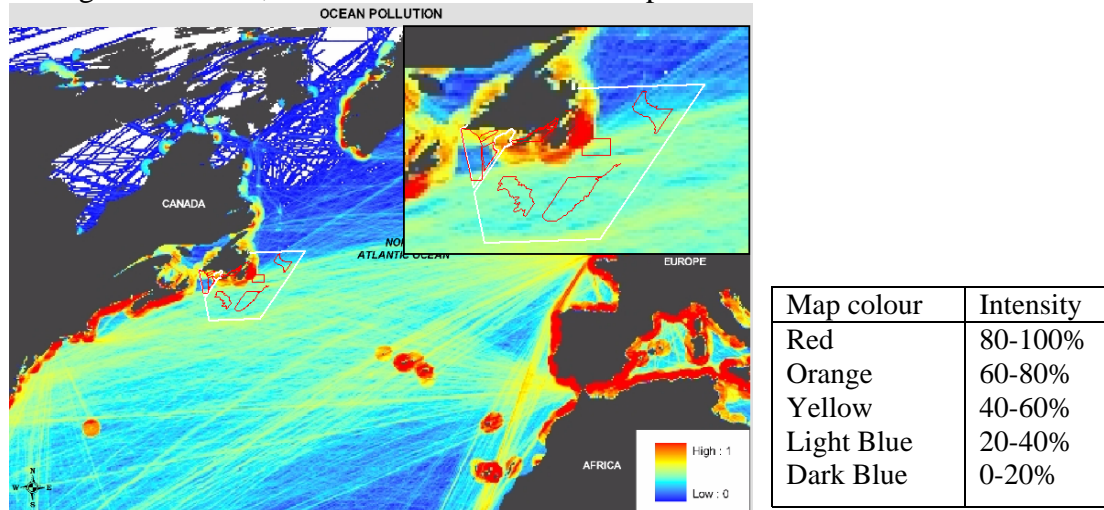 OCEAN POLLUTION
CANADA
ATLANTIC OCEAN
EUROPE
AFRICA
High : 1
Low : 0
N
W E
S
Map colour Intensity
Red 80-100%
Orange 60-80%
Yellow 40-60%
Light Blue 20-40%
Dark Blue 0-20%